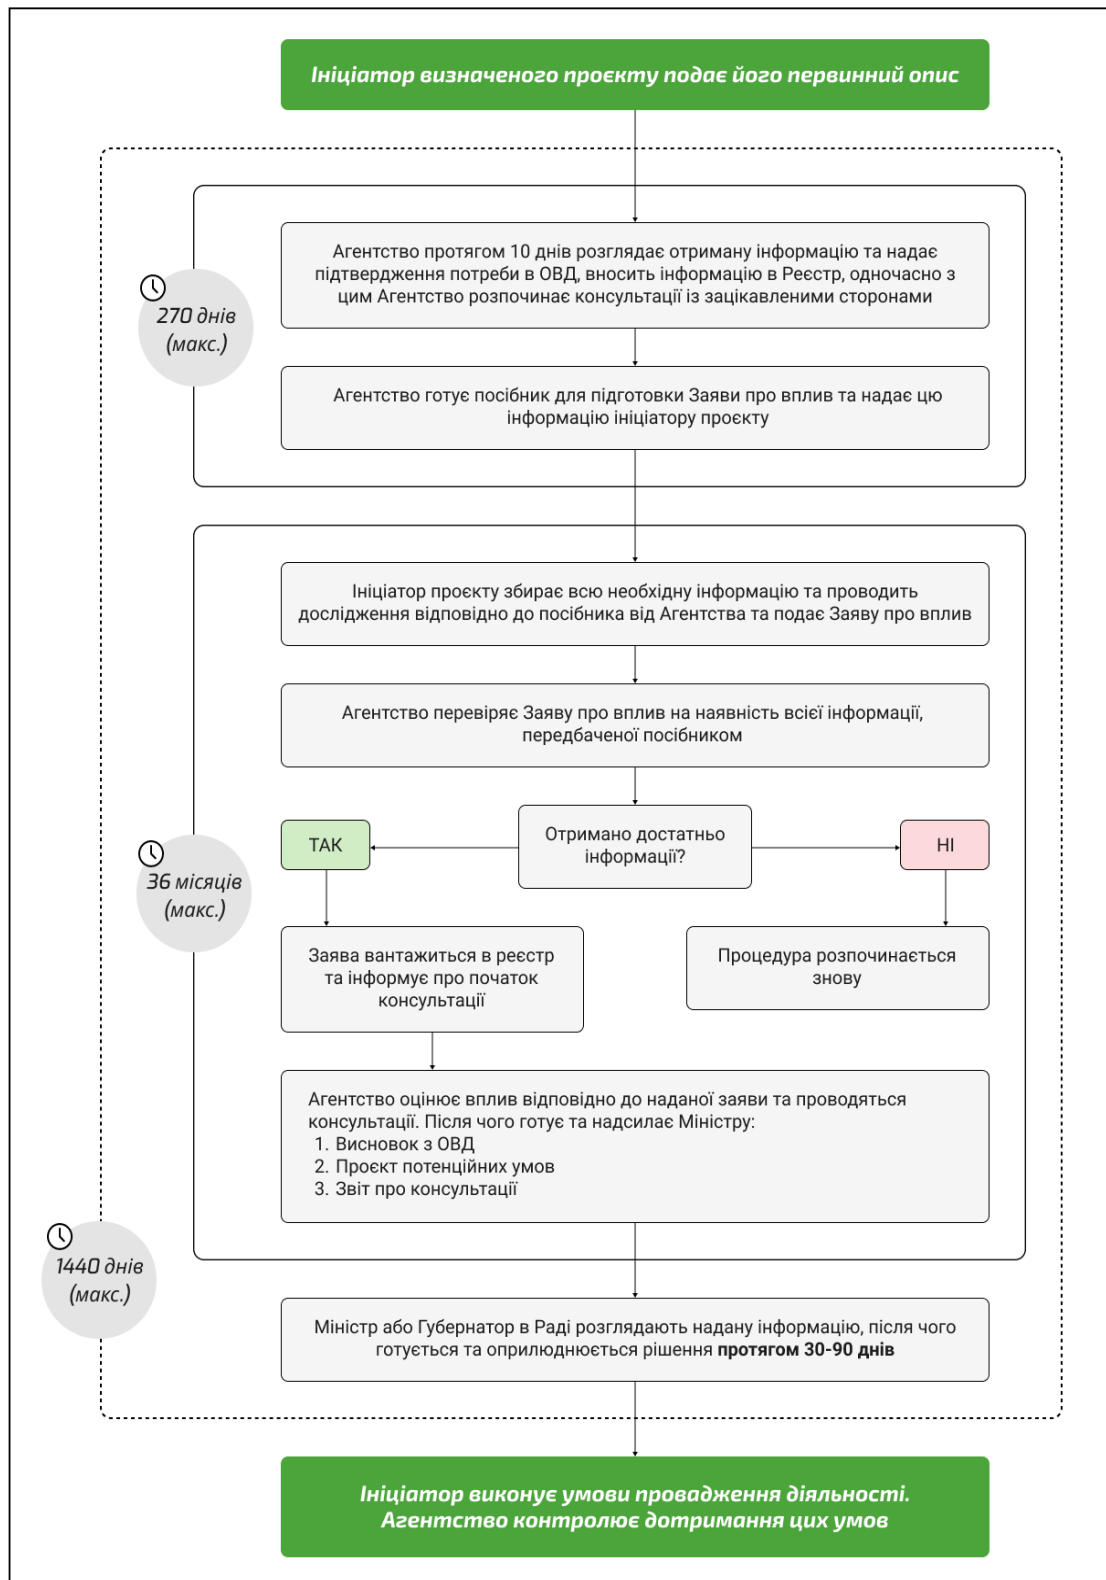 Ініціатор визначеного проєкту подає його первинний опис
Агентство протягом 10 днів розглядає отриману інформацію та надає
підтвердження потреби в ОВД, вносить інформацію в Реєстр, одночасно з
цим Агентство розпочинає консультації із зацікавленими сторонами
270 днів
(макс.)
Агентство готує посібник для підготовки Заяви про вплив та надає цю
інформацію ініціатору проєкту
Ініціатор проєкту збирає всю необхідну інформацію та проводить
дослідження відповідно до посібника від Агентства та подає Заяву про вплив
Агентство перевіряє Заяву про вплив на наявність всієї інформації,
передбаченої посібником
Отримано достатньо
інформації?
ТАК
НІ
36 місяців
(макс.)
Заява вантажиться в реєстр
та інформує про початок
консультації
Процедура розпочинається
знову
Агентство оцінює вплив відповідно до наданої заяви та проводяться
консультації. Після чого готує та надсилає Міністру:
1. Висновок з ОВД
2. Проєкт потенційних умов
3. Звіт про консультації
1440 днів
(макс.)
Міністр або Губернатор в Раді розглядають надану інформацію, після чого
готується та оприлюднюється рішення протягом 30-90 днів
Ініціатор виконує умови провадження діяльності.
Агентство контролює дотримання цих умов